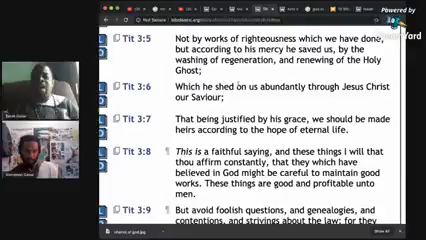 Powered by
Not Secure
Tit 3:5 Not by works of righteousness which we have done,
but according to his mercy he saved us, by the
washing of regeneration, and renewing of the Holy
Ghost;
Tit 3:6 Which he shed on us abundantly through Jesus Christ
our Saviour;
Tit 3:7 That being justified by his grace, we should be made
heirs according to the hope of eternal life.
Tit 3:8 ¶ This is a faithful saying, and these things i will that
thou affirm constantly, that they which have
believed in God might be careful to maintain good
works. These things are good and profitable unto
men.
Tit 3:9 ¶ But avoid foolish questions, and genealogies, and
contentions, and strivings about the law; for they
Show All